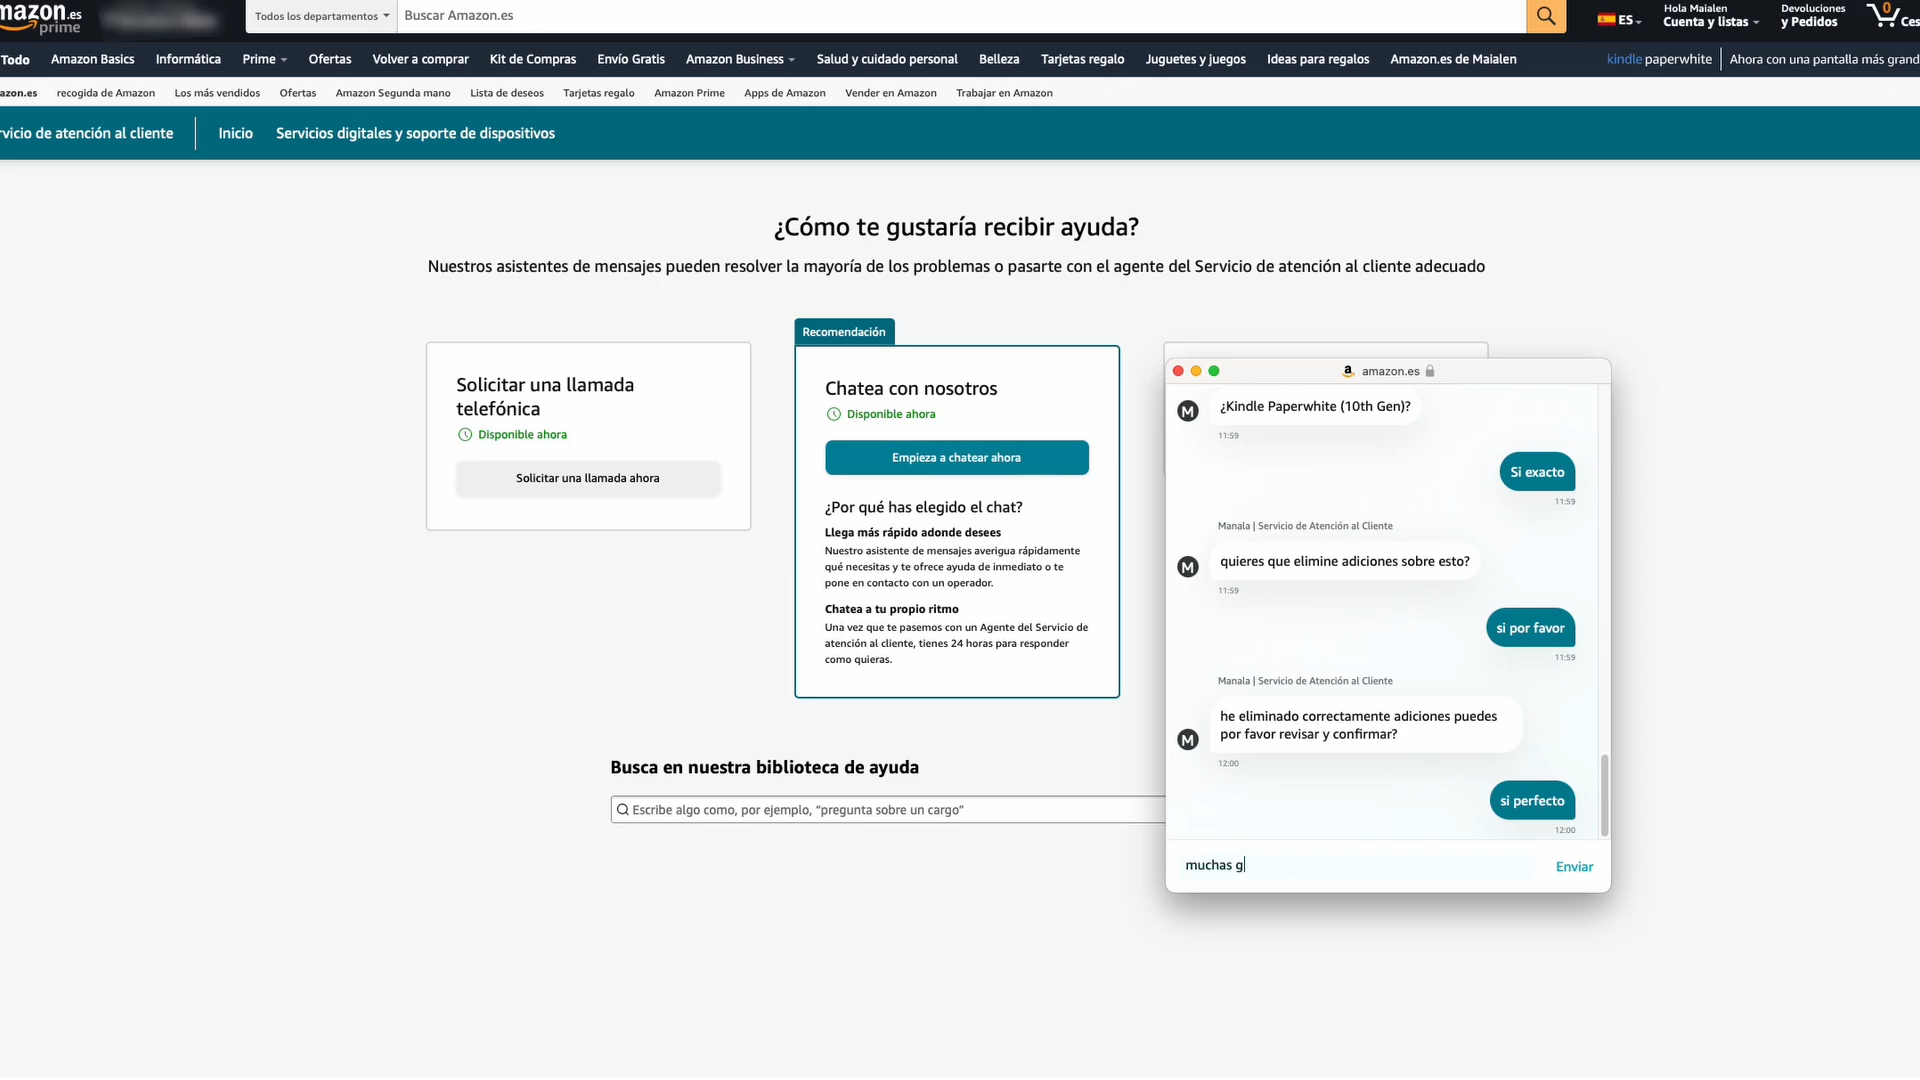 mazon.es
prime
Todos los departamentos
Buscar Amazon.es
ES
Hola Maialen
Cuenta y listas
Devoluciones
y Pedidos
0
Ces
Todo
Amazon Basics
Informática
Prime
Ofertas
Volver a comprar
Kit de Compras
Envío Gratis
Amazon Business
Salud y cuidado personal
Belleza
Tarjetas regalo
Juguetes y juegos
Ideas para regalos
Amazon.es de Maialen
kindle paperwhite
Ahora con una pantalla más grand
azon.es
recogida de Amazon
Los más vendidos
Ofertas
Amazon Segunda mano
Lista de deseos
Tarjetas regalo
Amazon Prime
Apps de Amazon
Vender en Amazon
Trabajar en Amazon
rvicio de atención al cliente
Inicio
Servicios digitales y soporte de dispositivos
¿Cómo te gustaría recibir ayuda?
Nuestros asistentes de mensajes pueden resolver la mayoría de los problemas o pasarte con el agente del Servicio de atención al cliente adecuado
Solicitar una llamada
telefónica
Disponible ahora
Solicitar una llamada ahora
Recomendación
Chatea con nosotros
Disponible ahora
Empieza a chatear ahora
¿Por qué has elegido el chat?
Llega más rápido adonde desees
Nuestro asistente de mensajes averigua rápidamente
qué necesitas y te ofrece ayuda de inmediato o te
pone en contacto con un operador.
Chatea a tu propio ritmo
Una vez que te pasemos con un Agente del Servicio de
atención al cliente, tienes 24 horas para responder
como quieras.
Busca en nuestra biblioteca de ayuda
Escribe algo como, por ejemplo, “pregunta sobre un cargo”
a amazon.es
M
¿Kindle Paperwhite (10th Gen)?
11:59
Si exacto
11:59
Manala | Servicio de Atención al Cliente
M
quieres que elimine adiciones sobre esto?
11:59
si por favor
11:59
Manala | Servicio de Atención al Cliente
M
he eliminado correctamente adiciones puedes
por favor revisar y confirmar?
12:00
si perfecto
12:00
muchas g
Enviar